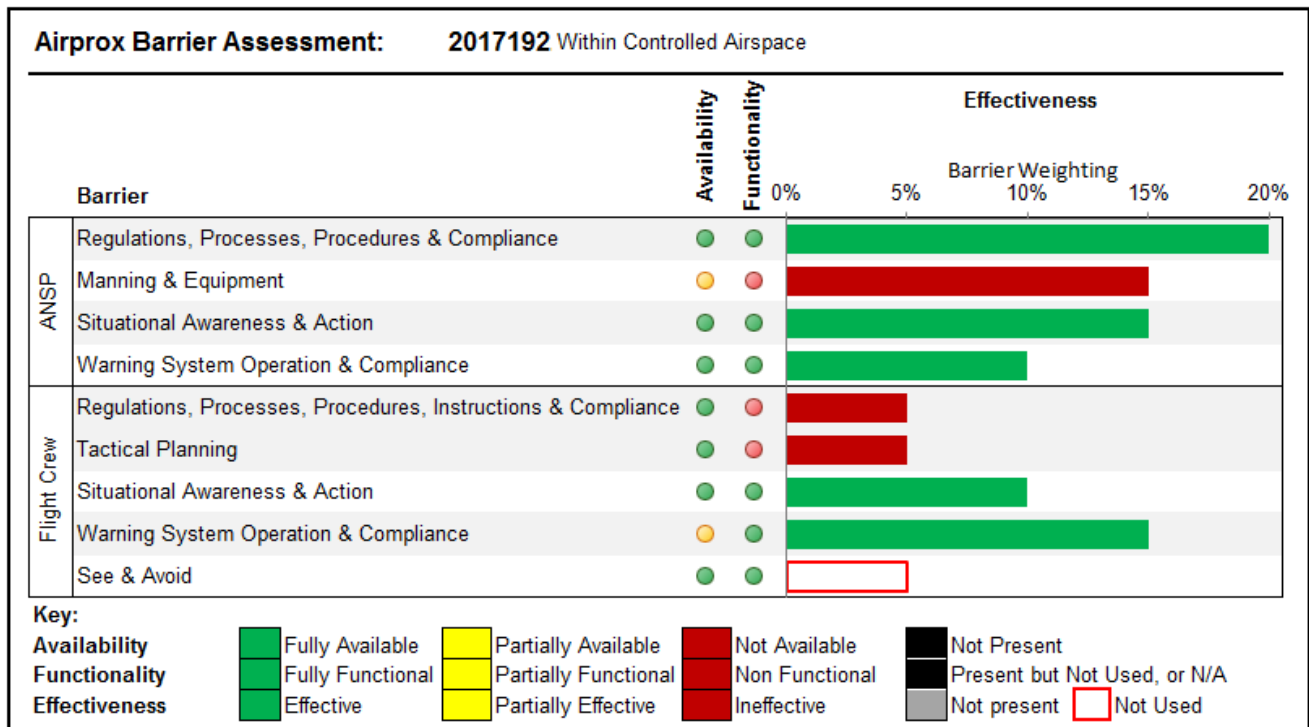 Airprox Barrier Assessment: 2017192 Within Controlled Airspace
Availability
Functionality
Effectiveness
Barrier Weighting
Barrier
0% 5% 10% 15% 20%
ANSP
Regulations, Processes, Procedures & Compliance
Manning & Equipment
Situational Awareness & Action
Warning System Operation & Compliance
Flight Crew
Regulations, Processes, Procedures, Instructions & Compliance
Tactical Planning
Situational Awareness & Action
Warning System Operation & Compliance
See & Avoid
Key:
Availability Fully Available Partially Available Not Available Not Present
Functionality Fully Functional Partially Functional Non Functional Present but Not Used, or N/A
Effectiveness Effective Partially Effective Ineffective Not present Not Used